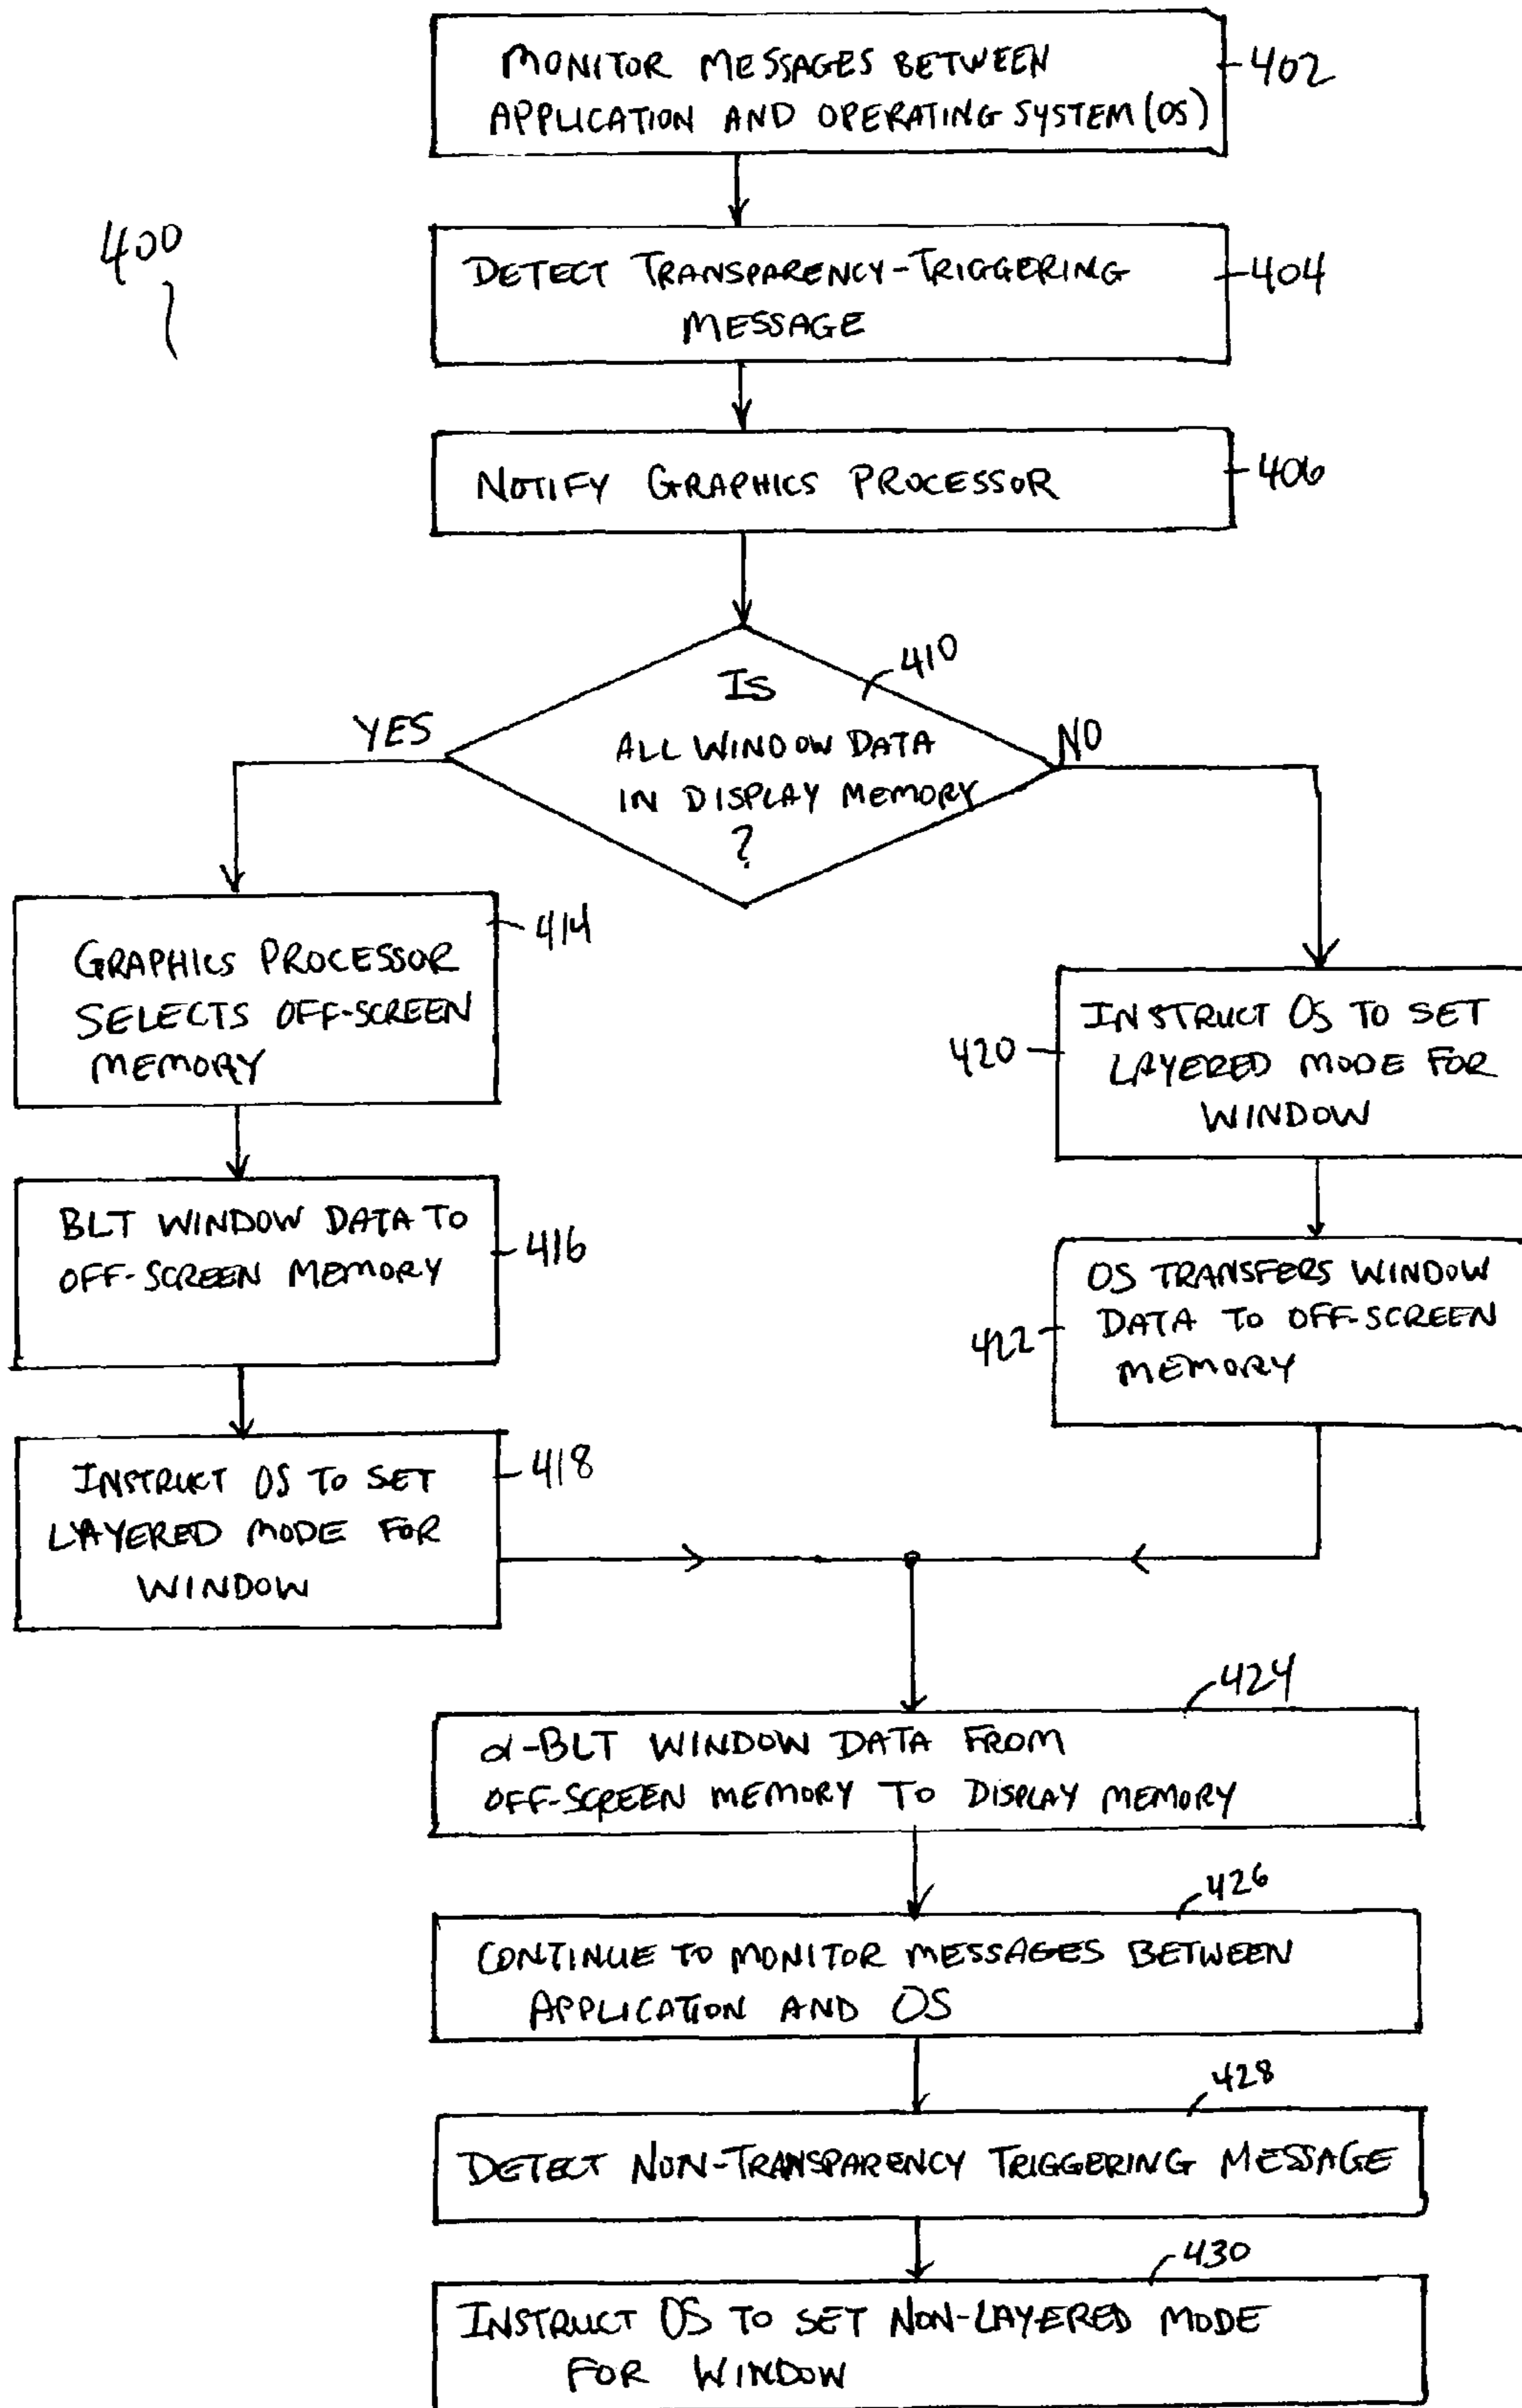 MONITOR MESSAGES BETWEEN
APPLICATION AND OPERATING SYSTEM (OS)
402
400
DETECT TRANSPARENCY-TRIGGERING
MESSAGE
404
NOTIFY GRAPHICS PROCESSOR
406
410
IS
ALL WINDOW DATA
IN DISPLAY MEMORY
?
YES
NO
GRAPHICS PROCESSOR
SELECTS OFF-SCREEN
MEMORY
414
INSTRUCT OS TO SET
LAYERED MODE FOR
WINDOW
420
BLT WINDOW DATA TO
OFF-SCREEN MEMORY
416
OS TRANSFERS WINDOW
DATA TO OFF-SCREEN
MEMORY
422
INSTRUCT OS TO SET
LAYERED MODE FOR
WINDOW
418
424
α-BLT WINDOW DATA FROM
OFF-SCREEN MEMORY TO DISPLAY MEMORY
426
CONTINUE TO MONITOR MESSAGES BETWEEN
APPLICATION AND OS
428
DETECT NON-TRANSPARENCY TRIGGERING MESSAGE
430
INSTRUCT OS TO SET NON-LAYERED MODE
FOR WINDOW